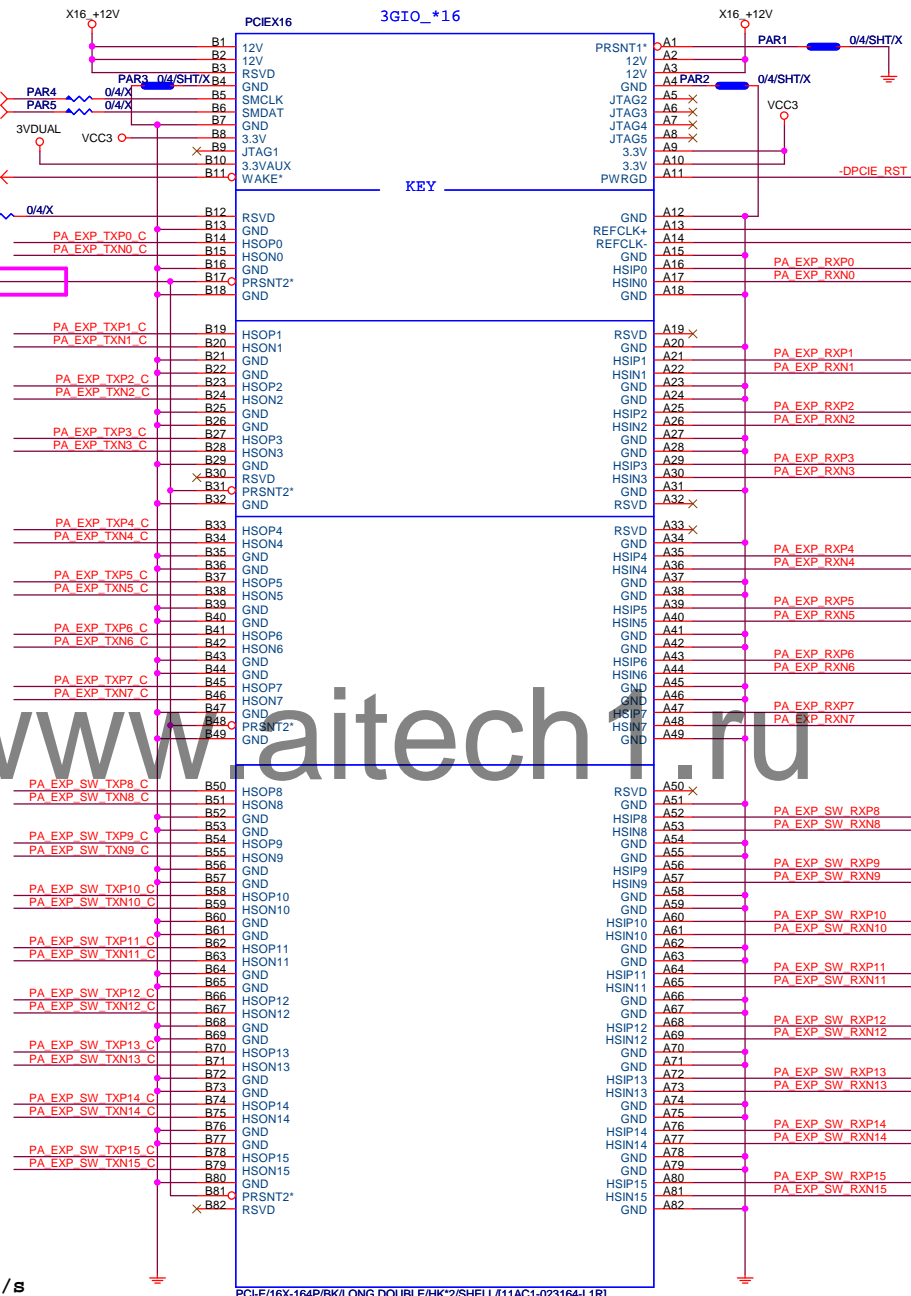 X16_+12V
3GIO_*16
X16_+12V
PCIEX16
B1 12V PRSNT1* A1 PAR1 0/4/SHT/X
B2 12V 12V A2
B3 RSVD 12V A3
PAR3 0/4/SHT/X B4 GND GND A4 PAR2 0/4/SHT/X
PAR4 0/4/X B5 SMCLK JTAG2 A5
PAR5 0/4/X B6 SMDAT JTAG3 A6
B7 GND JTAG4 A7 VCC3
3VDUAL VCC3 B8 3.3V JTAG5 A8
B9 JTAG1 3.3V A9
B10 3.3VAUX 3.3V A10
B11 WAKE* PWRGD A11 -DPCIE_RST
KEY
0/4/X B12 RSVD GND A12
B13 GND REFCLK+ A13
PA_EXP_TXP0_C B14 HSOP0 REFCLK- A14
PA_EXP_TXN0_C B15 HSON0 GND A15
B16 GND HSIP0 A16 PA_EXP_RXP0
B17 PRSNT2* HSIN0 A17 PA_EXP_RXN0
B18 GND GND A18
PA_EXP_TXP1_C B19 HSOP1 RSVD A19
PA_EXP_TXN1_C B20 HSON1 GND A20
B21 GND HSIP1 A21 PA_EXP_RXP1
B22 GND HSIN1 A22 PA_EXP_RXN1
PA_EXP_TXP2_C B23 HSOP2 GND A23
PA_EXP_TXN2_C B24 HSON2 GND A24
B25 GND HSIP2 A25 PA_EXP_RXP2
B26 GND HSIN2 A26 PA_EXP_RXN2
PA_EXP_TXP3_C B27 HSOP3 GND A27
PA_EXP_TXN3_C B28 HSON3 GND A28
B29 GND HSIP3 A29 PA_EXP_RXP3
B30 RSVD HSIN3 A30 PA_EXP_RXN3
B31 PRSNT2* GND A31
B32 GND RSVD A32
PA_EXP_TXP4_C B33 HSOP4 RSVD A33
PA_EXP_TXN4_C B34 HSON4 GND A34
B35 GND HSIP4 A35 PA_EXP_RXP4
B36 GND HSIN4 A36 PA_EXP_RXN4
PA_EXP_TXP5_C B37 HSOP5 GND A37
PA_EXP_TXN5_C B38 HSON5 GND A38
B39 GND HSIP5 A39 PA_EXP_RXP5
B40 GND HSIN5 A40 PA_EXP_RXN5
PA_EXP_TXP6_C B41 HSOP6 GND A41
PA_EXP_TXN6_C B42 HSON6 GND A42
B43 GND HSIP6 A43 PA_EXP_RXP6
B44 GND HSIN6 A44 PA_EXP_RXN6
PA_EXP_TXP7_C B45 HSOP7 GND A45
PA_EXP_TXN7_C B46 HSON7 GND A46
B47 GND HSIP7 A47 PA_EXP_RXP7
B48 PRSNT2* HSIN7 A48 PA_EXP_RXN7
B49 GND GND A49
www.aitech1.ru
PA_EXP_SW_TXP8_C B50 HSOP8 RSVD A50
PA_EXP_SW_TXN8_C B51 HSON8 GND A51
B52 GND HSIP8 A52 PA_EXP_SW_RXP8
B53 GND HSIN8 A53 PA_EXP_SW_RXN8
PA_EXP_SW_TXP9_C B54 HSOP9 GND A54
PA_EXP_SW_TXN9_C B55 HSON9 GND A55
B56 GND HSIP9 A56 PA_EXP_SW_RXP9
B57 GND HSIN9 A57 PA_EXP_SW_RXN9
PA_EXP_SW_TXP10_C B58 HSOP10 GND A58
PA_EXP_SW_TXN10_C B59 HSON10 GND A59
B60 GND HSIP10 A60 PA_EXP_SW_RXP10
B61 GND HSIN10 A61 PA_EXP_SW_RXN10
PA_EXP_SW_TXP11_C B62 HSOP11 GND A62
PA_EXP_SW_TXN11_C B63 HSON11 GND A63
B64 GND HSIP11 A64 PA_EXP_SW_RXP11
B65 GND HSIN11 A65 PA_EXP_SW_RXN11
PA_EXP_SW_TXP12_C B66 HSOP12 GND A66
PA_EXP_SW_TXN12_C B67 HSON12 GND A67
B68 GND HSIP12 A68 PA_EXP_SW_RXP12
B69 GND HSIN12 A69 PA_EXP_SW_RXN12
PA_EXP_SW_TXP13_C B70 HSOP13 GND A70
PA_EXP_SW_TXN13_C B71 HSON13 GND A71
B72 GND HSIP13 A72 PA_EXP_SW_RXP13
B73 GND HSIN13 A73 PA_EXP_SW_RXN13
PA_EXP_SW_TXP14_C B74 HSOP14 GND A74
PA_EXP_SW_TXN14_C B75 HSON14 GND A75
B76 GND HSIP14 A76 PA_EXP_SW_RXP14
B77 GND HSIN14 A77 PA_EXP_SW_RXN14
PA_EXP_SW_TXP15_C B78 HSOP15 GND A78
PA_EXP_SW_TXN15_C B79 HSON15 GND A79
B80 GND HSIP15 A80 PA_EXP_SW_RXP15
B81 PRSNT2* HSIN15 A81 PA_EXP_SW_RXN15
B82 RSVD GND A82
/s
PCI-E/16X-164P/BK/LONG DOUBLE/HK*2/SHELL/[11AC1-023164-L1R]